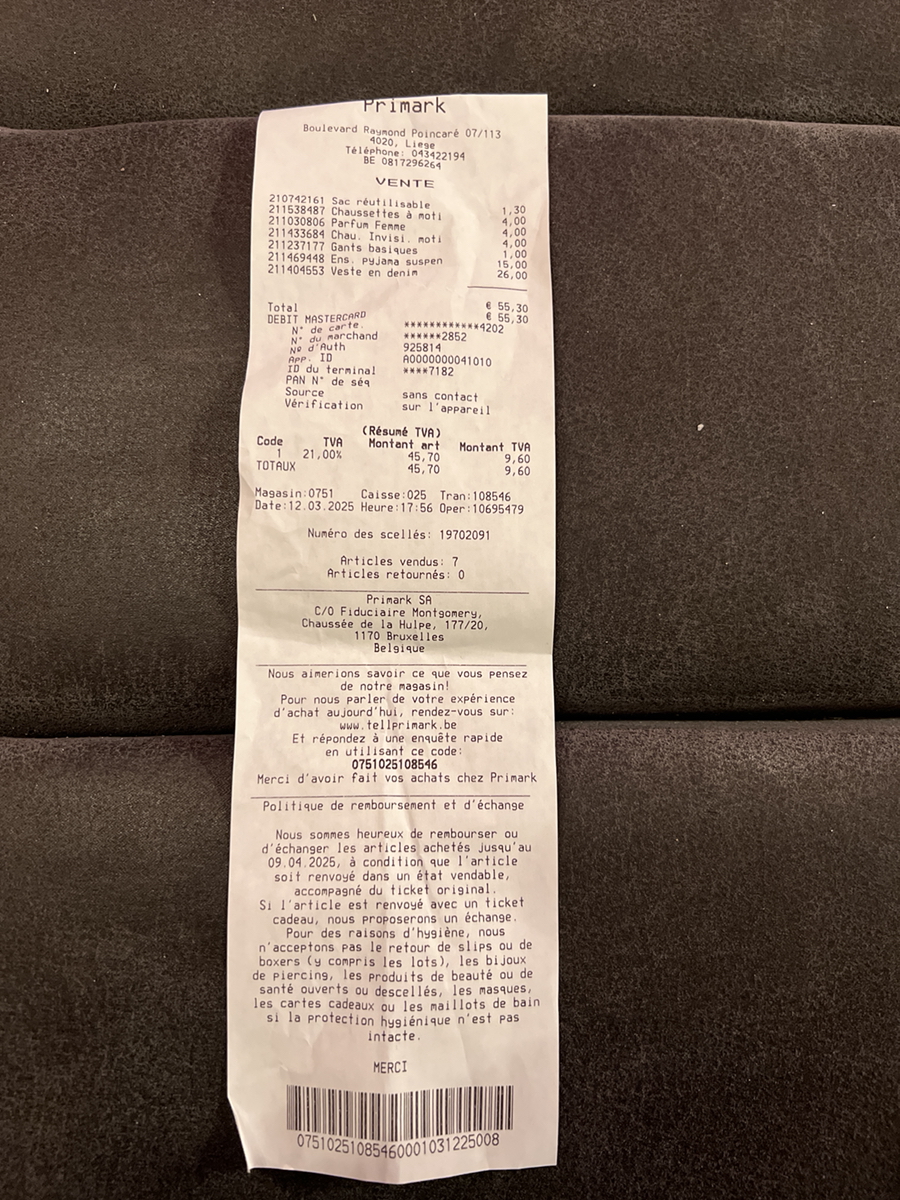 Primark
Boulevard Raymond Poincaré 07/113
4020, Liege
Téléphone: 043422194
BE 0817296264
VENTE
210742161 Sac réutilisable 1,30
211538487 Chaussettes à moti 4,00
211030806 Parfum Femme 4,00
211433684 Chau. Invisi. moti 4,00
211237177 Gants basiques 1,00
211469448 Ens. pyjama suspen 15,00
211404553 Veste en denim 26,00
Total € 55,30
DEBIT MASTERCARD € 55,30
N° de carte. ************4202
N° du marchand ******2852
Nº d'Auth 925814
App. ID A0000000041010
ID du terminal ****7182
PAN N° de séq
Source sans contact
Vérification sur l'appareil
(Résumé TVA)
Code TVA Montant art Montant TVA
1 21,00% 45,70 9,60
TOTAUX 45,70 9,60
Magasin:0751 Caisse:025 Tran:108546
Date:12.03.2025 Heure:17:56 Oper:10695479
Numéro des scellés: 19702091
Articles vendus: 7
Articles retournés: 0
Primark SA
C/O Fiduciaire Montgomery,
Chaussée de la Hulpe, 177/20,
1170 Bruxelles
Belgique
Nous aimerions savoir ce que vous pensez
de notre magasin!
Pour nous parler de votre expérience
d'achat aujourd'hui, rendez-vous sur:
www.tellprimark.be
Et répondez à une enquête rapide
en utilisant ce code:
0751025108546
Merci d'avoir fait vos achats chez Primark
Politique de remboursement et d'échange
Nous sommes heureux de rembourser ou
d'échanger les articles achetés jusqu'au
09.04.2025, à condition que l'article
soit renvoyé dans un état vendable,
accompagné du ticket original.
Si l'article est renvoyé avec un ticket
cadeau, nous proposerons un échange.
Pour des raisons d'hygiène, nous
n'acceptons pas le retour de slips ou de
boxers (y compris les lots), les bijoux
de piercing, les produits de beauté ou de
santé ouverts ou descellés, les masques,
les cartes cadeaux ou les maillots de bain
si la protection hygiénique n'est pas
intacte.
MERCI
07510251085460001031225008